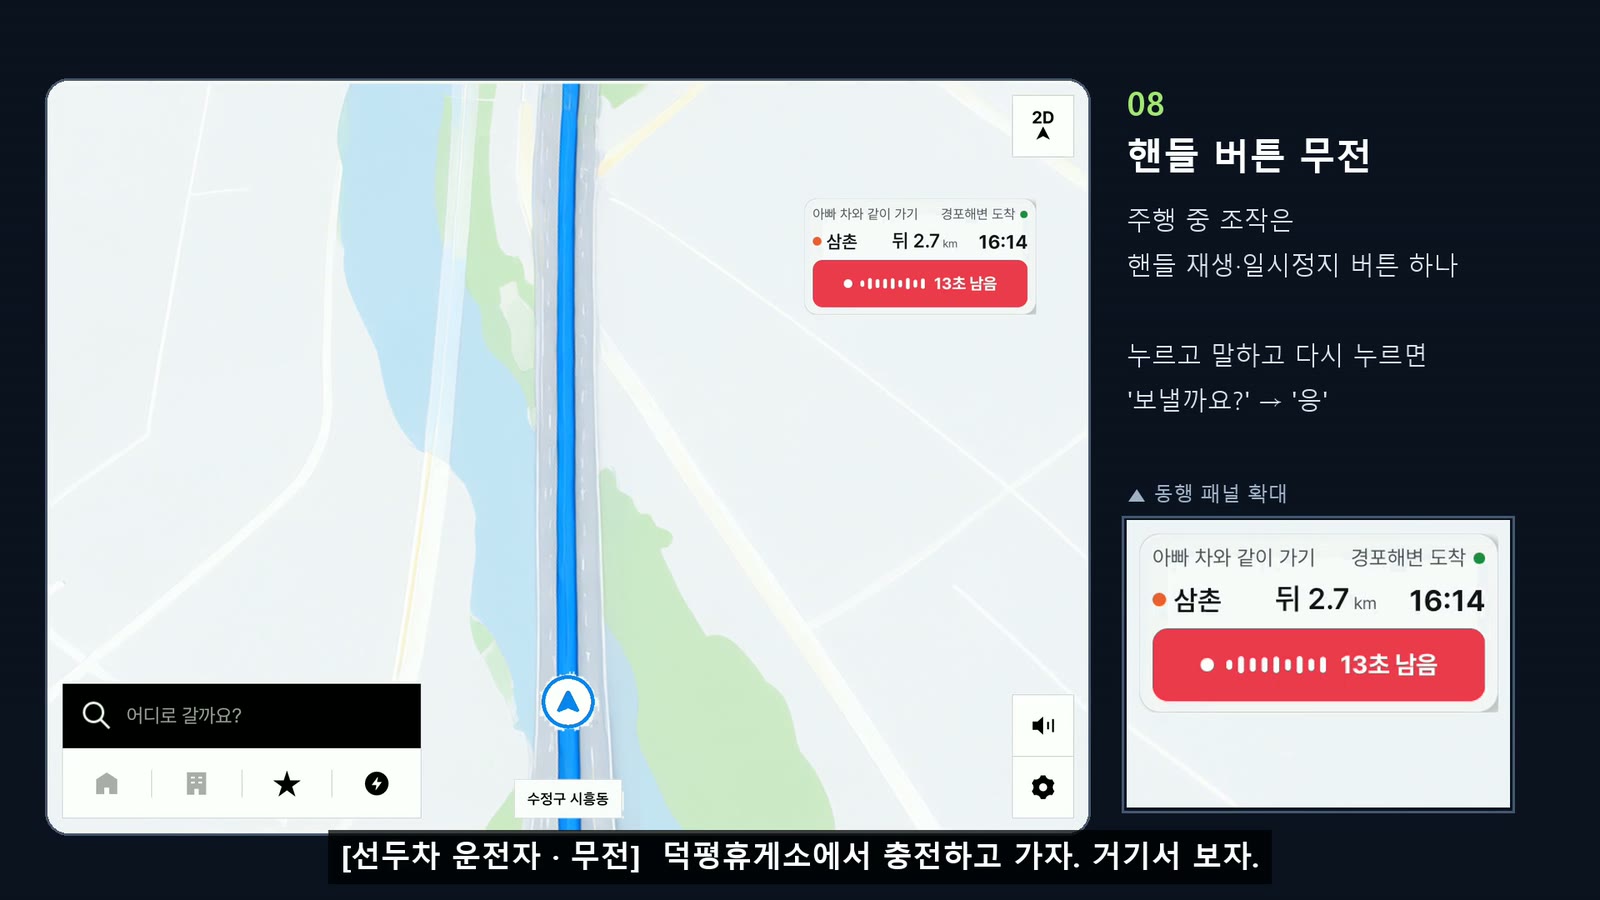 2D
아빠 차와 같이 가기 경포해변 도착
삼촌 뒤 2.7 km 16:14
13초 남음
어디로 갈까요?
수정구 시흥동
08
핸들 버튼 무전
주행 중 조작은
핸들 재생·일시정지 버튼 하나
누르고 말하고 다시 누르면
'보낼까요?' → '응'
▲ 동행 패널 확대
아빠 차와 같이 가기 경포해변 도착
삼촌 뒤 2.7 km 16:14
13초 남음
[선두차 운전자 · 무전] 덕평휴게소에서 충전하고 가자. 거기서 보자.